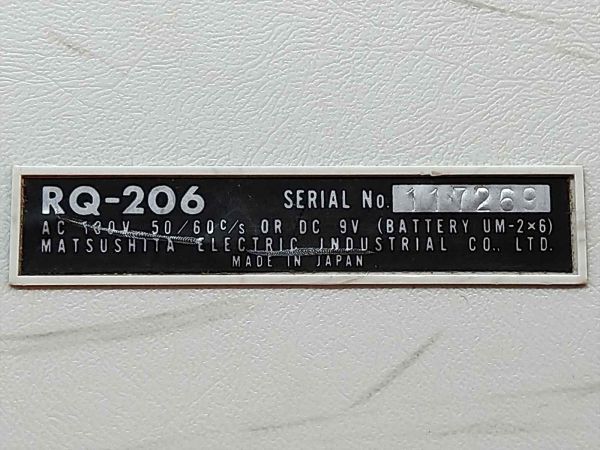 RQ-206 SERIAL No. 117269
AC 100V 50/60c/s OR DC 9V (BATTERY UM-2×6)
MATSUSHITA ELECTRIC INDUSTRIAL CO., LTD.
MADE IN JAPAN